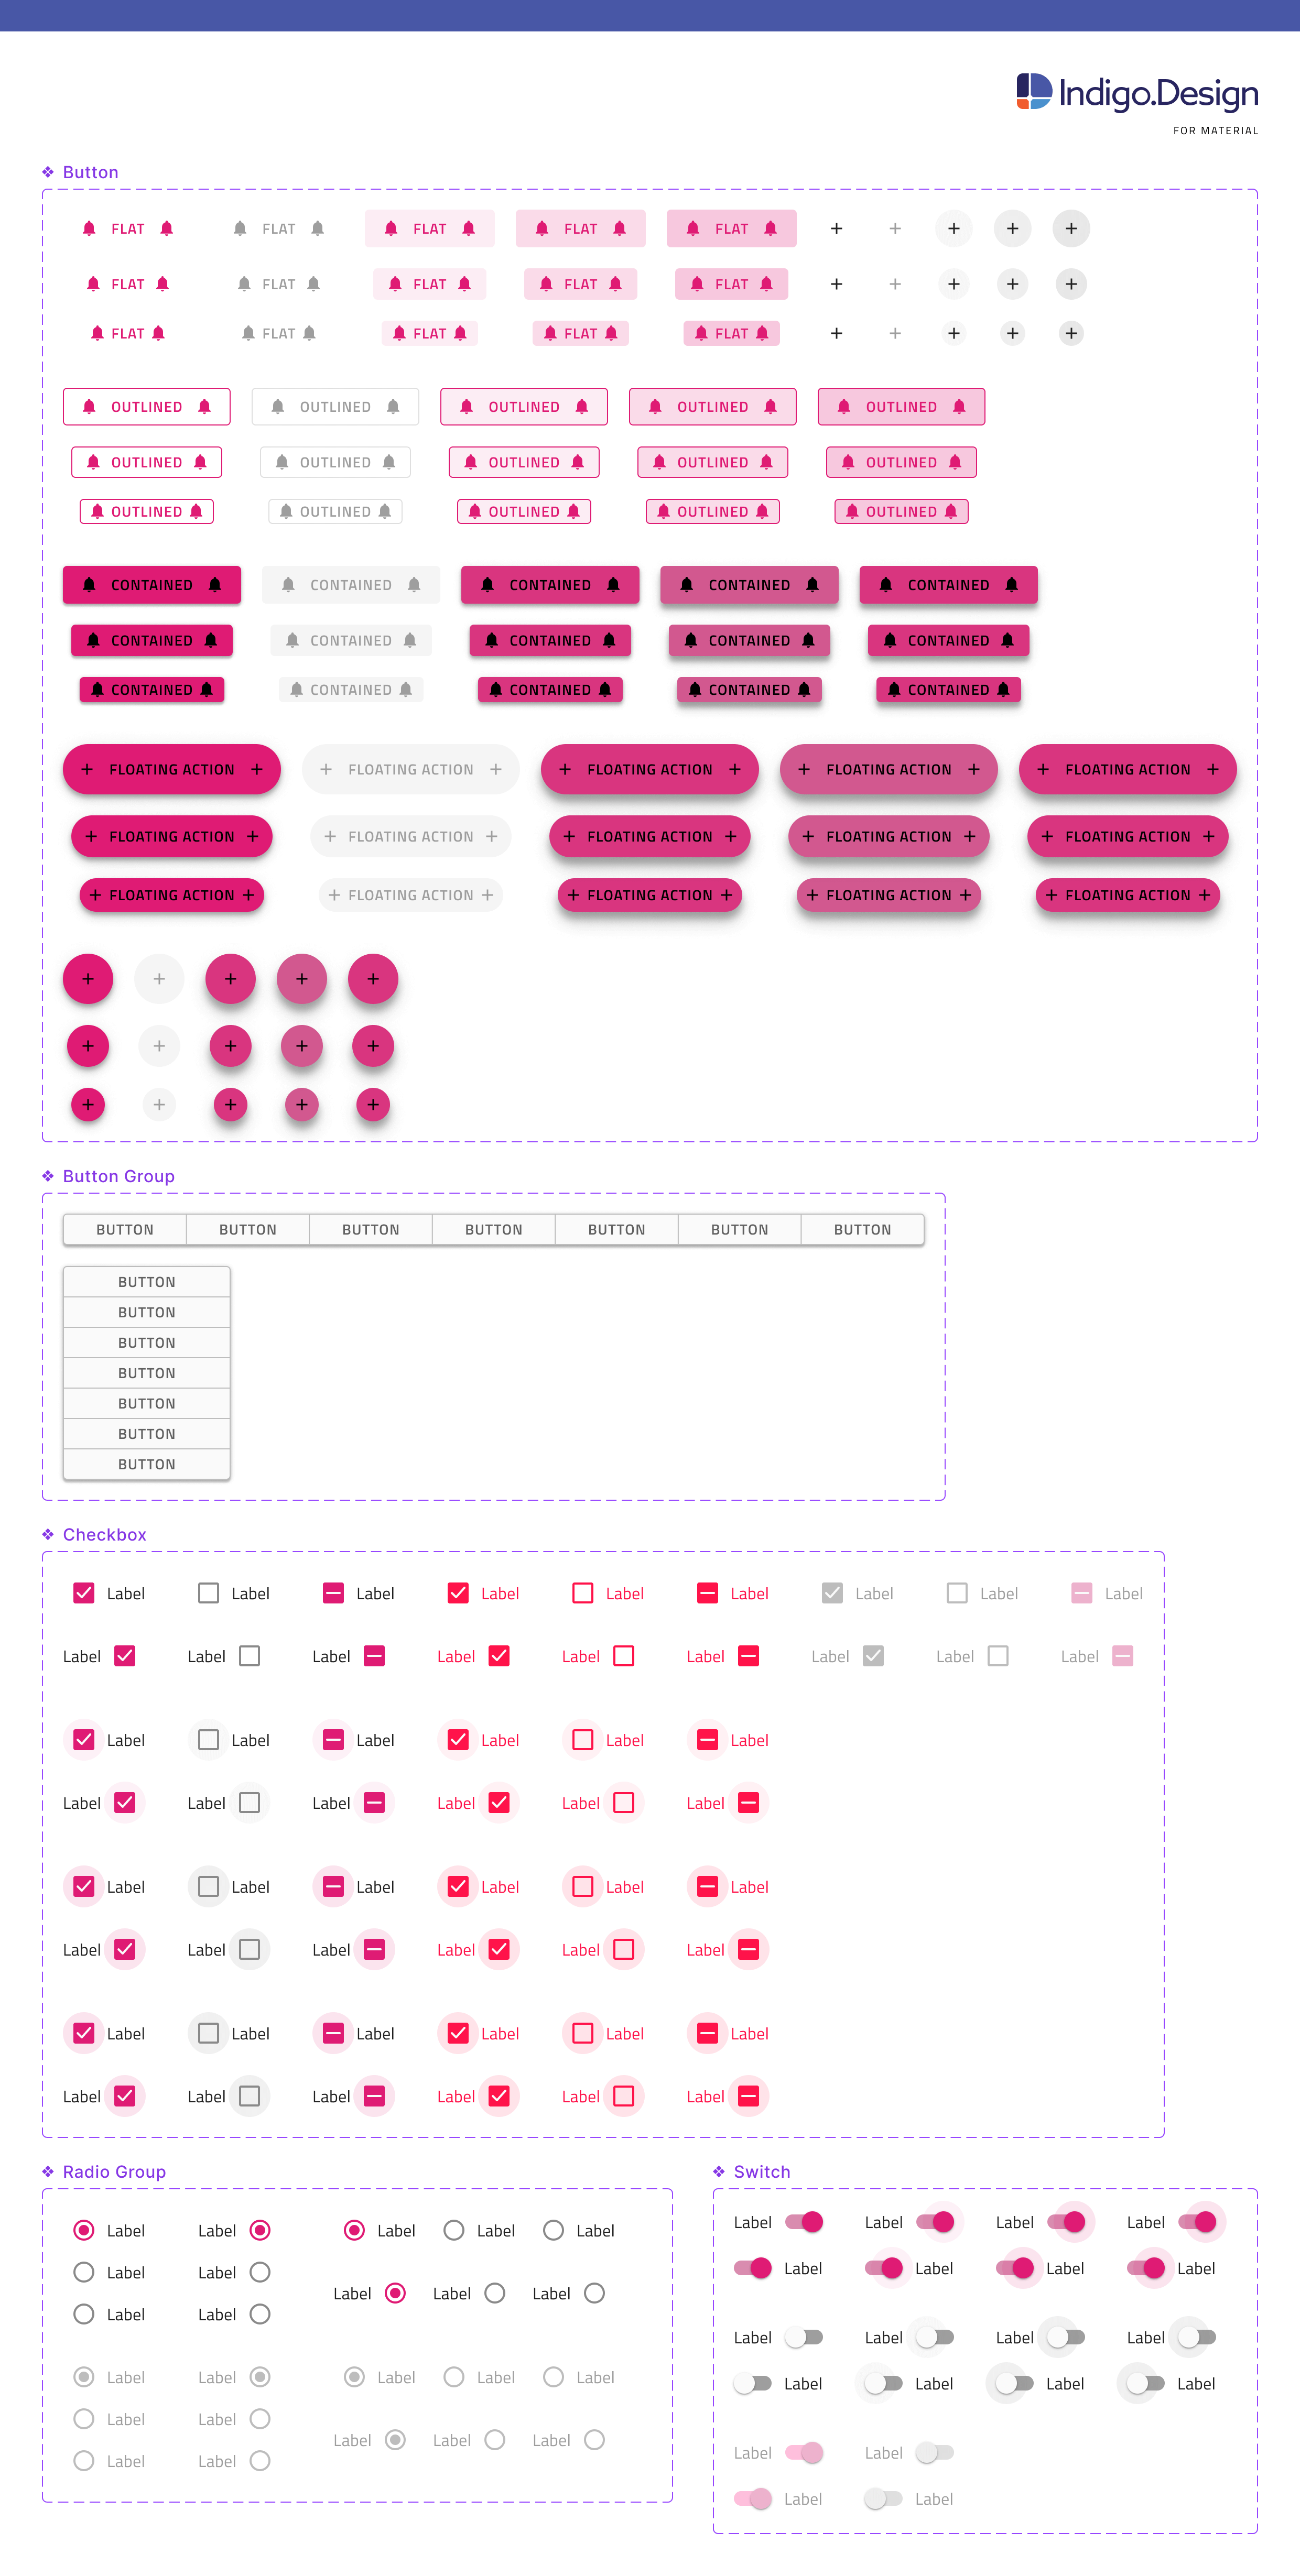 Indigo.Design
FOR MATERIAL
Button
FLAT FLAT FLAT FLAT FLAT
FLAT FLAT FLAT FLAT FLAT
FLAT FLAT FLAT FLAT FLAT
OUTLINED OUTLINED OUTLINED OUTLINED OUTLINED
OUTLINED OUTLINED OUTLINED OUTLINED OUTLINED
OUTLINED OUTLINED OUTLINED OUTLINED OUTLINED
CONTAINED CONTAINED CONTAINED CONTAINED CONTAINED
CONTAINED CONTAINED CONTAINED CONTAINED CONTAINED
CONTAINED CONTAINED CONTAINED CONTAINED CONTAINED
FLOATING ACTION FLOATING ACTION FLOATING ACTION FLOATING ACTION FLOATING ACTION
FLOATING ACTION FLOATING ACTION FLOATING ACTION FLOATING ACTION FLOATING ACTION
FLOATING ACTION FLOATING ACTION FLOATING ACTION FLOATING ACTION FLOATING ACTION
Button Group
BUTTON BUTTON BUTTON BUTTON BUTTON BUTTON BUTTON
BUTTON
BUTTON
BUTTON
BUTTON
BUTTON
BUTTON
BUTTON
Checkbox
Label Label Label Label Label Label Label Label Label
Label Label Label Label Label Label Label Label Label
Label Label Label Label Label Label
Label Label Label Label Label Label
Label Label Label Label Label Label
Label Label Label Label Label Label
Label Label Label Label Label Label
Label Label Label Label Label Label
Radio Group
Label Label Label Label Label
Label Label
Label Label Label
Label Label
Label Label Label Label Label
Label Label
Label Label Label
Label Label
Switch
Label Label Label Label
Label Label Label Label
Label Label Label Label
Label Label Label Label
Label Label
Label Label